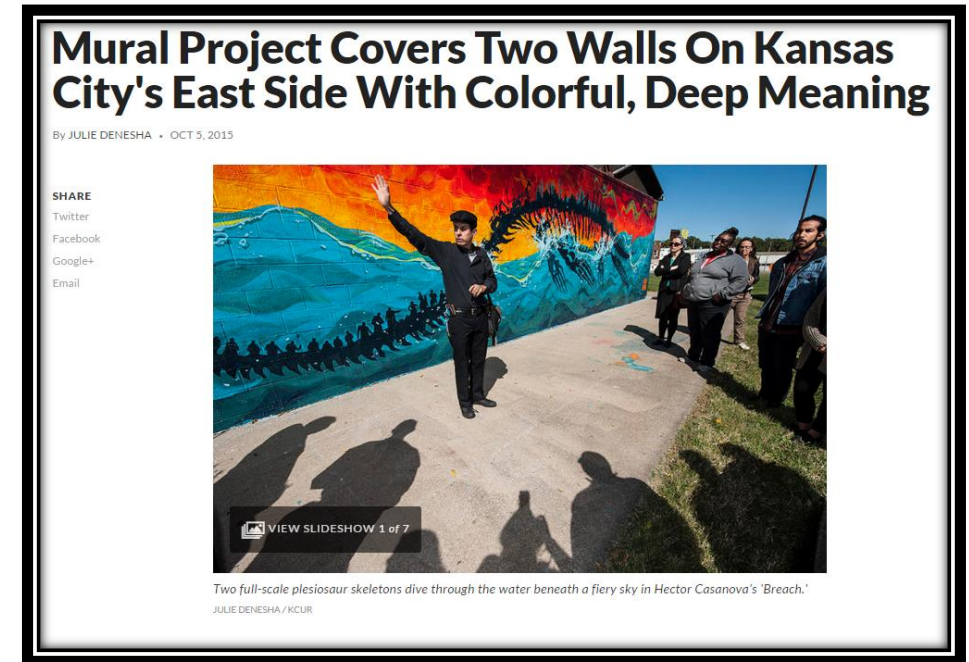 Mural Project Covers Two Walls On Kansas
City's East Side With Colorful, Deep Meaning
By JULIE DENESHA • OCT 5, 2015
SHARE
Twitter
Facebook
Google+
Email
VIEW SLIDESHOW 1 of 7
Two full-scale plesiosaur skeletons dive through the water beneath a fiery sky in Hector Casanova's 'Breach.'
JULIE DENESHA / KCUR